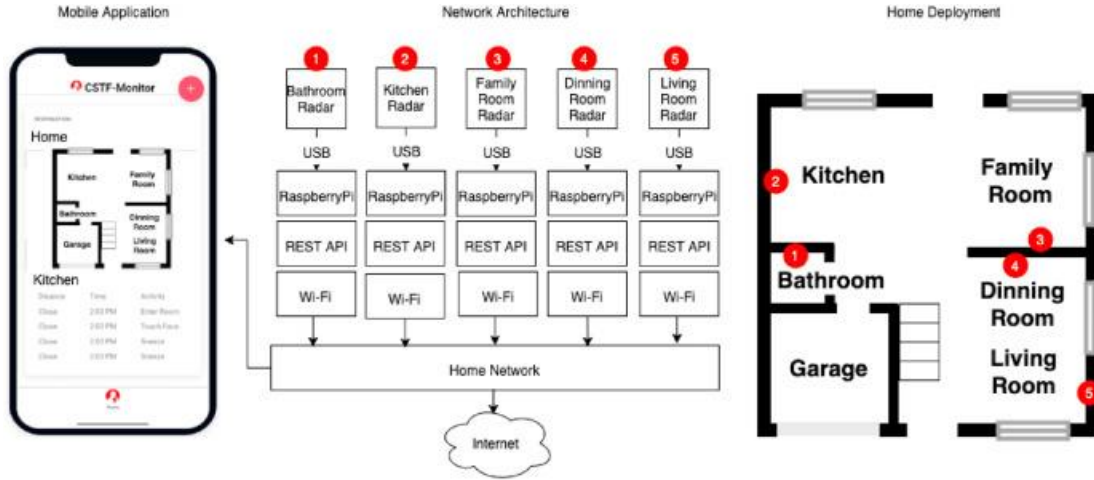 Mobile Application
Network Architecture
Home Deployment
CSTF-Monitor
+
Home
Kitchen
Family
Room
Bathroom
Dinning
Room
Garage
Living
Room
Kitchen
Distance Time Activity
Close 2:03 PM Enter Room
Close 2:03 PM Touch Face
Close 2:03 PM Sneeze
Close 2:03 PM Sneeze
1
2
3
4
5
Bathroom
Radar
Kitchen
Radar
Family
Room
Radar
Dinning
Room
Radar
Living
Room
Radar
USB USB USB USB USB
RaspberryPi RaspberryPi RaspberryPi RaspberryPi RaspberryPi
REST API REST API REST API REST API REST API
Wi-Fi Wi-Fi Wi-Fi Wi-Fi Wi-Fi
Home Network
Internet
2
Kitchen
Family
Room
3
1
Bathroom
4
Dinning
Room
Garage
Living
Room
5